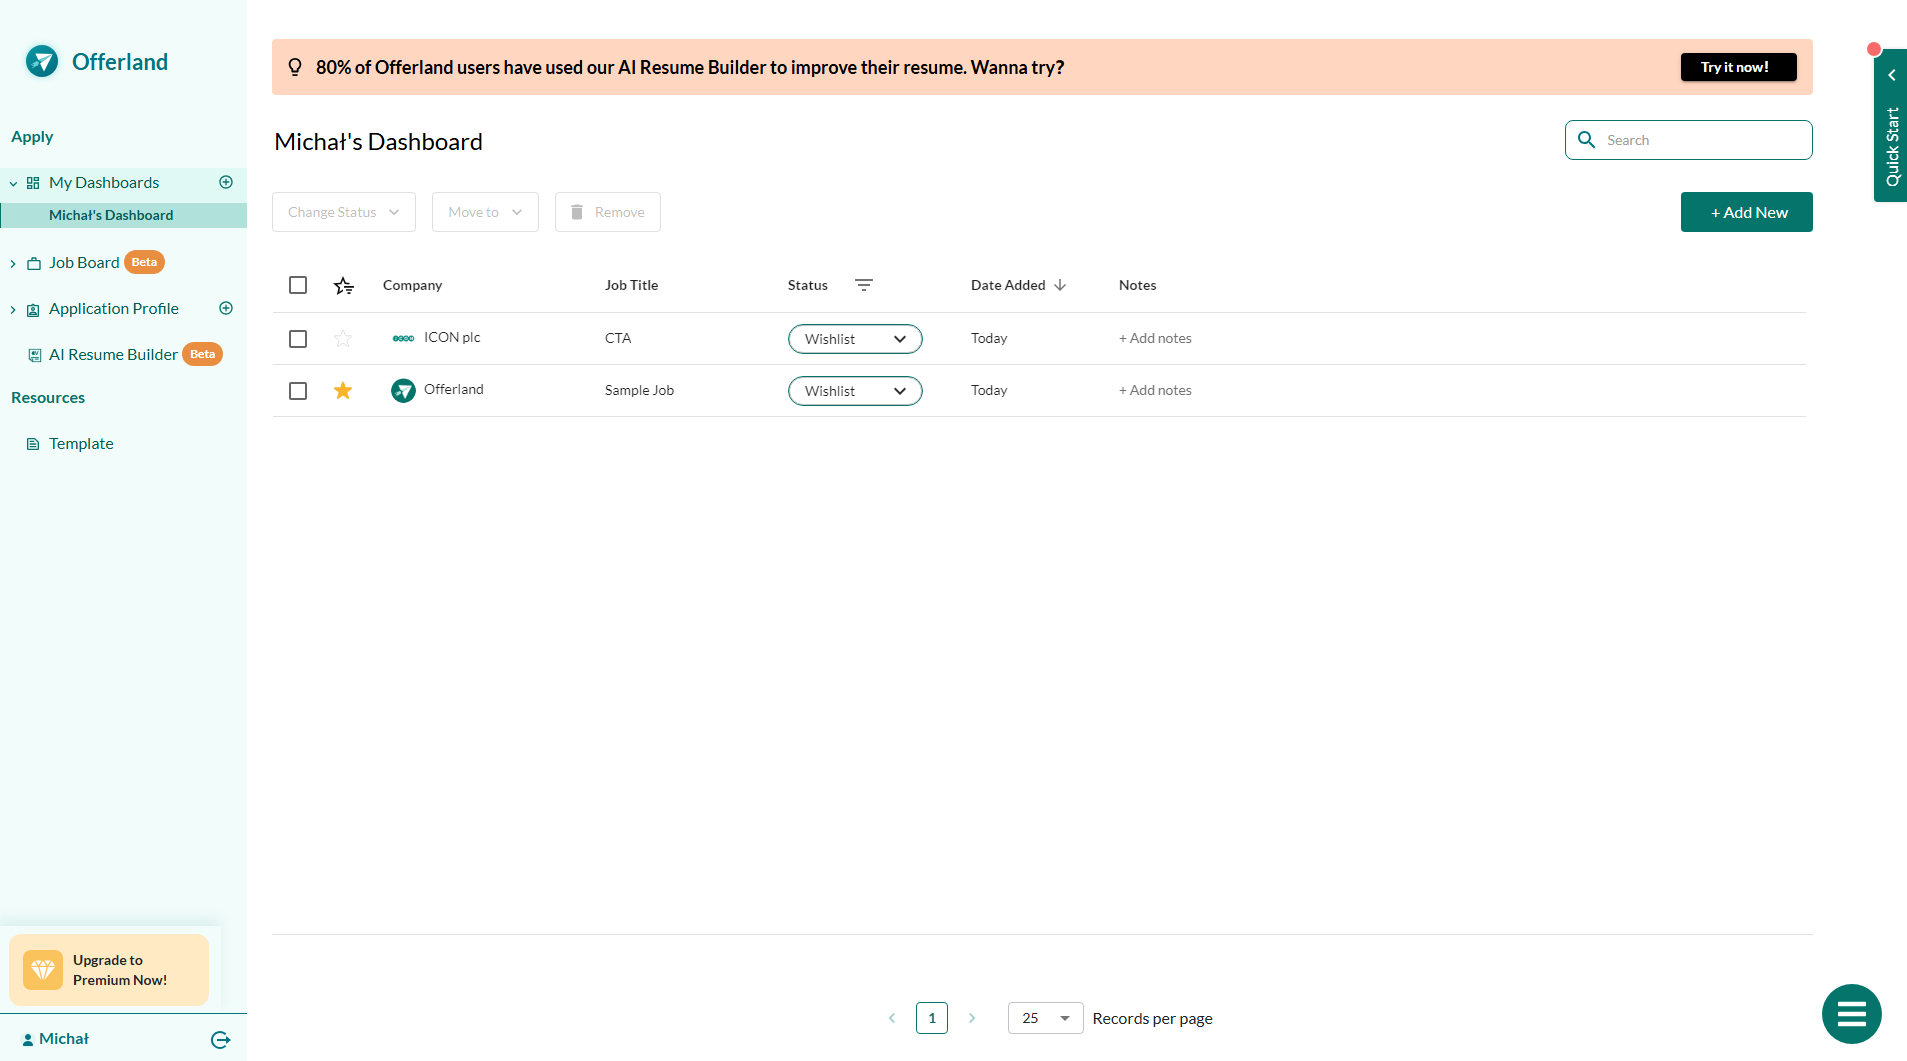 Offerland
80% of Offerland users have used our AI Resume Builder to improve their resume. Wanna try?
Try it now!
Quick Start
Apply
Michał's Dashboard
Search
My Dashboards
Michał's Dashboard
Change Status
Move to
Remove
+ Add New
Job Board Beta
Application Profile
AI Resume Builder Beta
Resources
Template
Company Job Title Status Date Added Notes
ICON plc CTA Wishlist Today + Add notes
Offerland Sample Job Wishlist Today + Add notes
Upgrade to
Premium Now!
Michał
1
25
Records per page